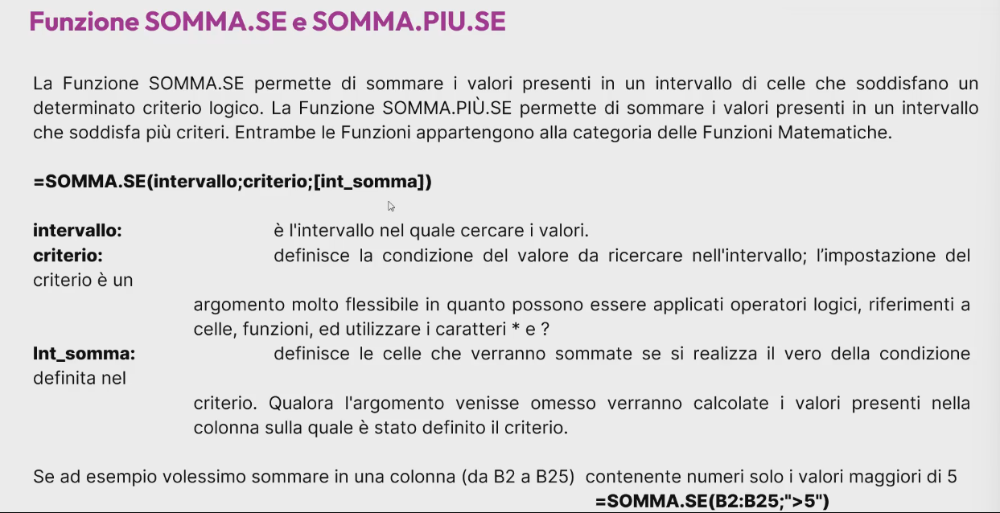 Funzione SOMMA.SE e SOMMA.PIU.SE
La Funzione SOMMA.SE permette di sommare i valori presenti in un intervallo di celle che soddisfano un
determinato criterio logico. La Funzione SOMMA.PIÙ.SE permette di sommare i valori presenti in un intervallo
che soddisfa più criteri. Entrambe le Funzioni appartengono alla categoria delle Funzioni Matematiche.
=SOMMA.SE(intervallo;criterio;[int_somma])
intervallo: è l'intervallo nel quale cercare i valori.
criterio: definisce la condizione del valore da ricercare nell'intervallo; l’impostazione del
criterio è un
argomento molto flessibile in quanto possono essere applicati operatori logici, riferimenti a
celle, funzioni, ed utilizzare i caratteri * e ?
Int_somma: definisce le celle che verranno sommate se si realizza il vero della condizione
definita nel
criterio. Qualora l'argomento venisse omesso verranno calcolate i valori presenti nella
colonna sulla quale è stato definito il criterio.
Se ad esempio volessimo sommare in una colonna (da B2 a B25) contenente numeri solo i valori maggiori di 5
=SOMMA.SE(B2:B25;">5")